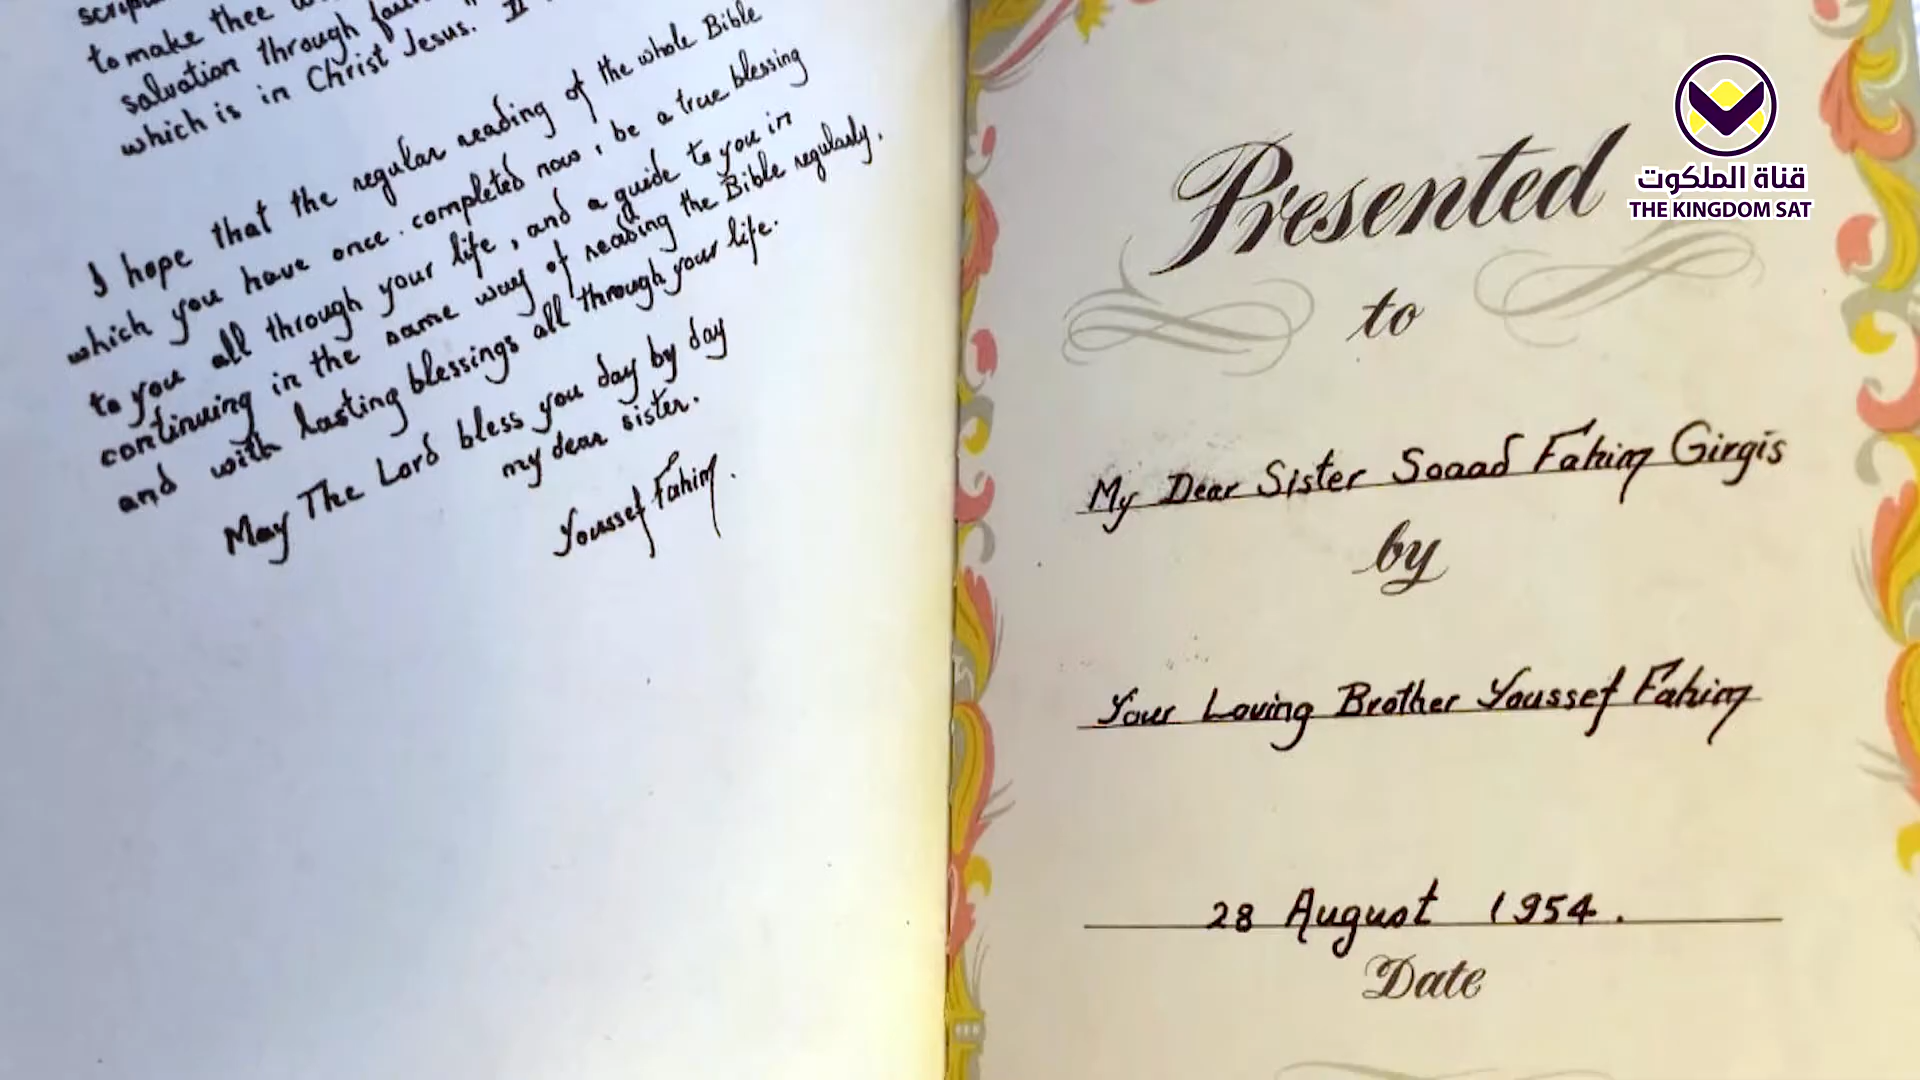 to make thee
salvation through
which is in Christ Jesus. II
I hope that the regular reading of the whole Bible
which you have once completed now, be a true blessing
to you all through your life, and a guide to you in
continuing in the same way of reading the Bible regularly.
and with lasting blessings all through your life.
May The Lord bless you day by day
my dear sister.
Youssef Fahim.
Presented
to
My Dear Sister Soaad Fahim Girgis
by
Your Loving Brother Youssef Fahim
28 August 1954.
Date
قناة الملكوت
THE KINGDOM SAT